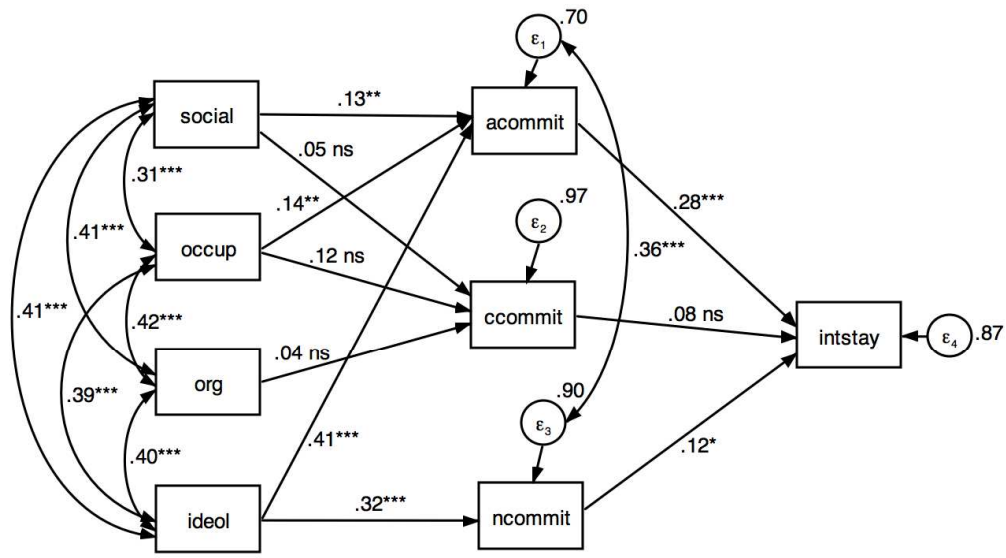 .70
ε1
social
.13**
acommit
.05 ns
.31***
.97
.28***
.14**
ε2
.41***
occup
.12 ns
.36***
.41***
ccommit
.08 ns
.42***
intstay
ε4
.87
.04 ns
.39***
org
.90
ε3
.41***
.12*
.40***
ideol
.32***
ncommit